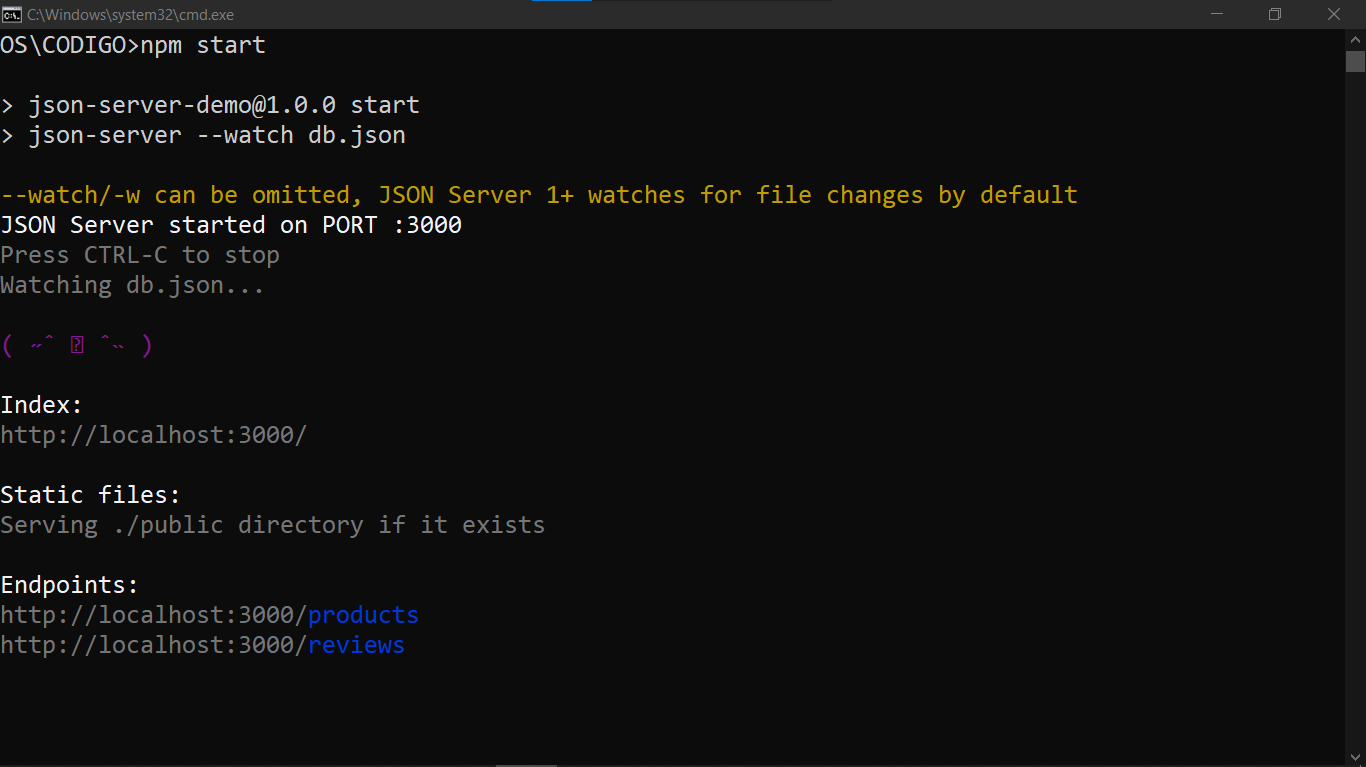 C:\Windows\system32\cmd.exe
OS\CODIGO>npm start
> json-server-demo@1.0.0 start
> json-server --watch db.json
--watch/-w can be omitted, JSON Server 1+ watches for file changes by default
JSON Server started on PORT :3000
Press CTRL-C to stop
Watching db.json...
( ˶ˆ ⍰ ˆ˵ )
Index:
http://localhost:3000/
Static files:
Serving ./public directory if it exists
Endpoints:
http://localhost:3000/products
http://localhost:3000/reviews